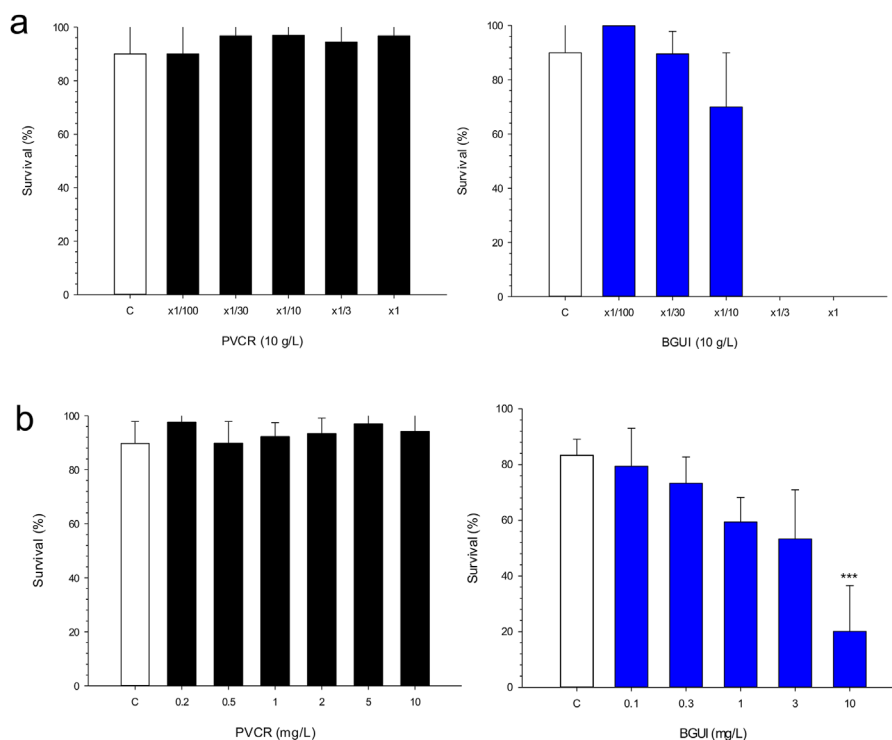 a
100
80
60
40
20
0
Survival (%)
C x1/100 x1/30 x1/10 x1/3 x1
PVCR (10 g/L)
100
80
60
40
20
0
Survival (%)
C x1/100 x1/30 x1/10 x1/3 x1
BGUI (10 g/L)
b
100
80
60
40
20
0
Survival (%)
C 0.2 0.5 1 2 5 10
PVCR (mg/L)
100
80
60
40
20
0
Survival (%)
***
C 0.1 0.3 1 3 10
BGUI (mg/L)